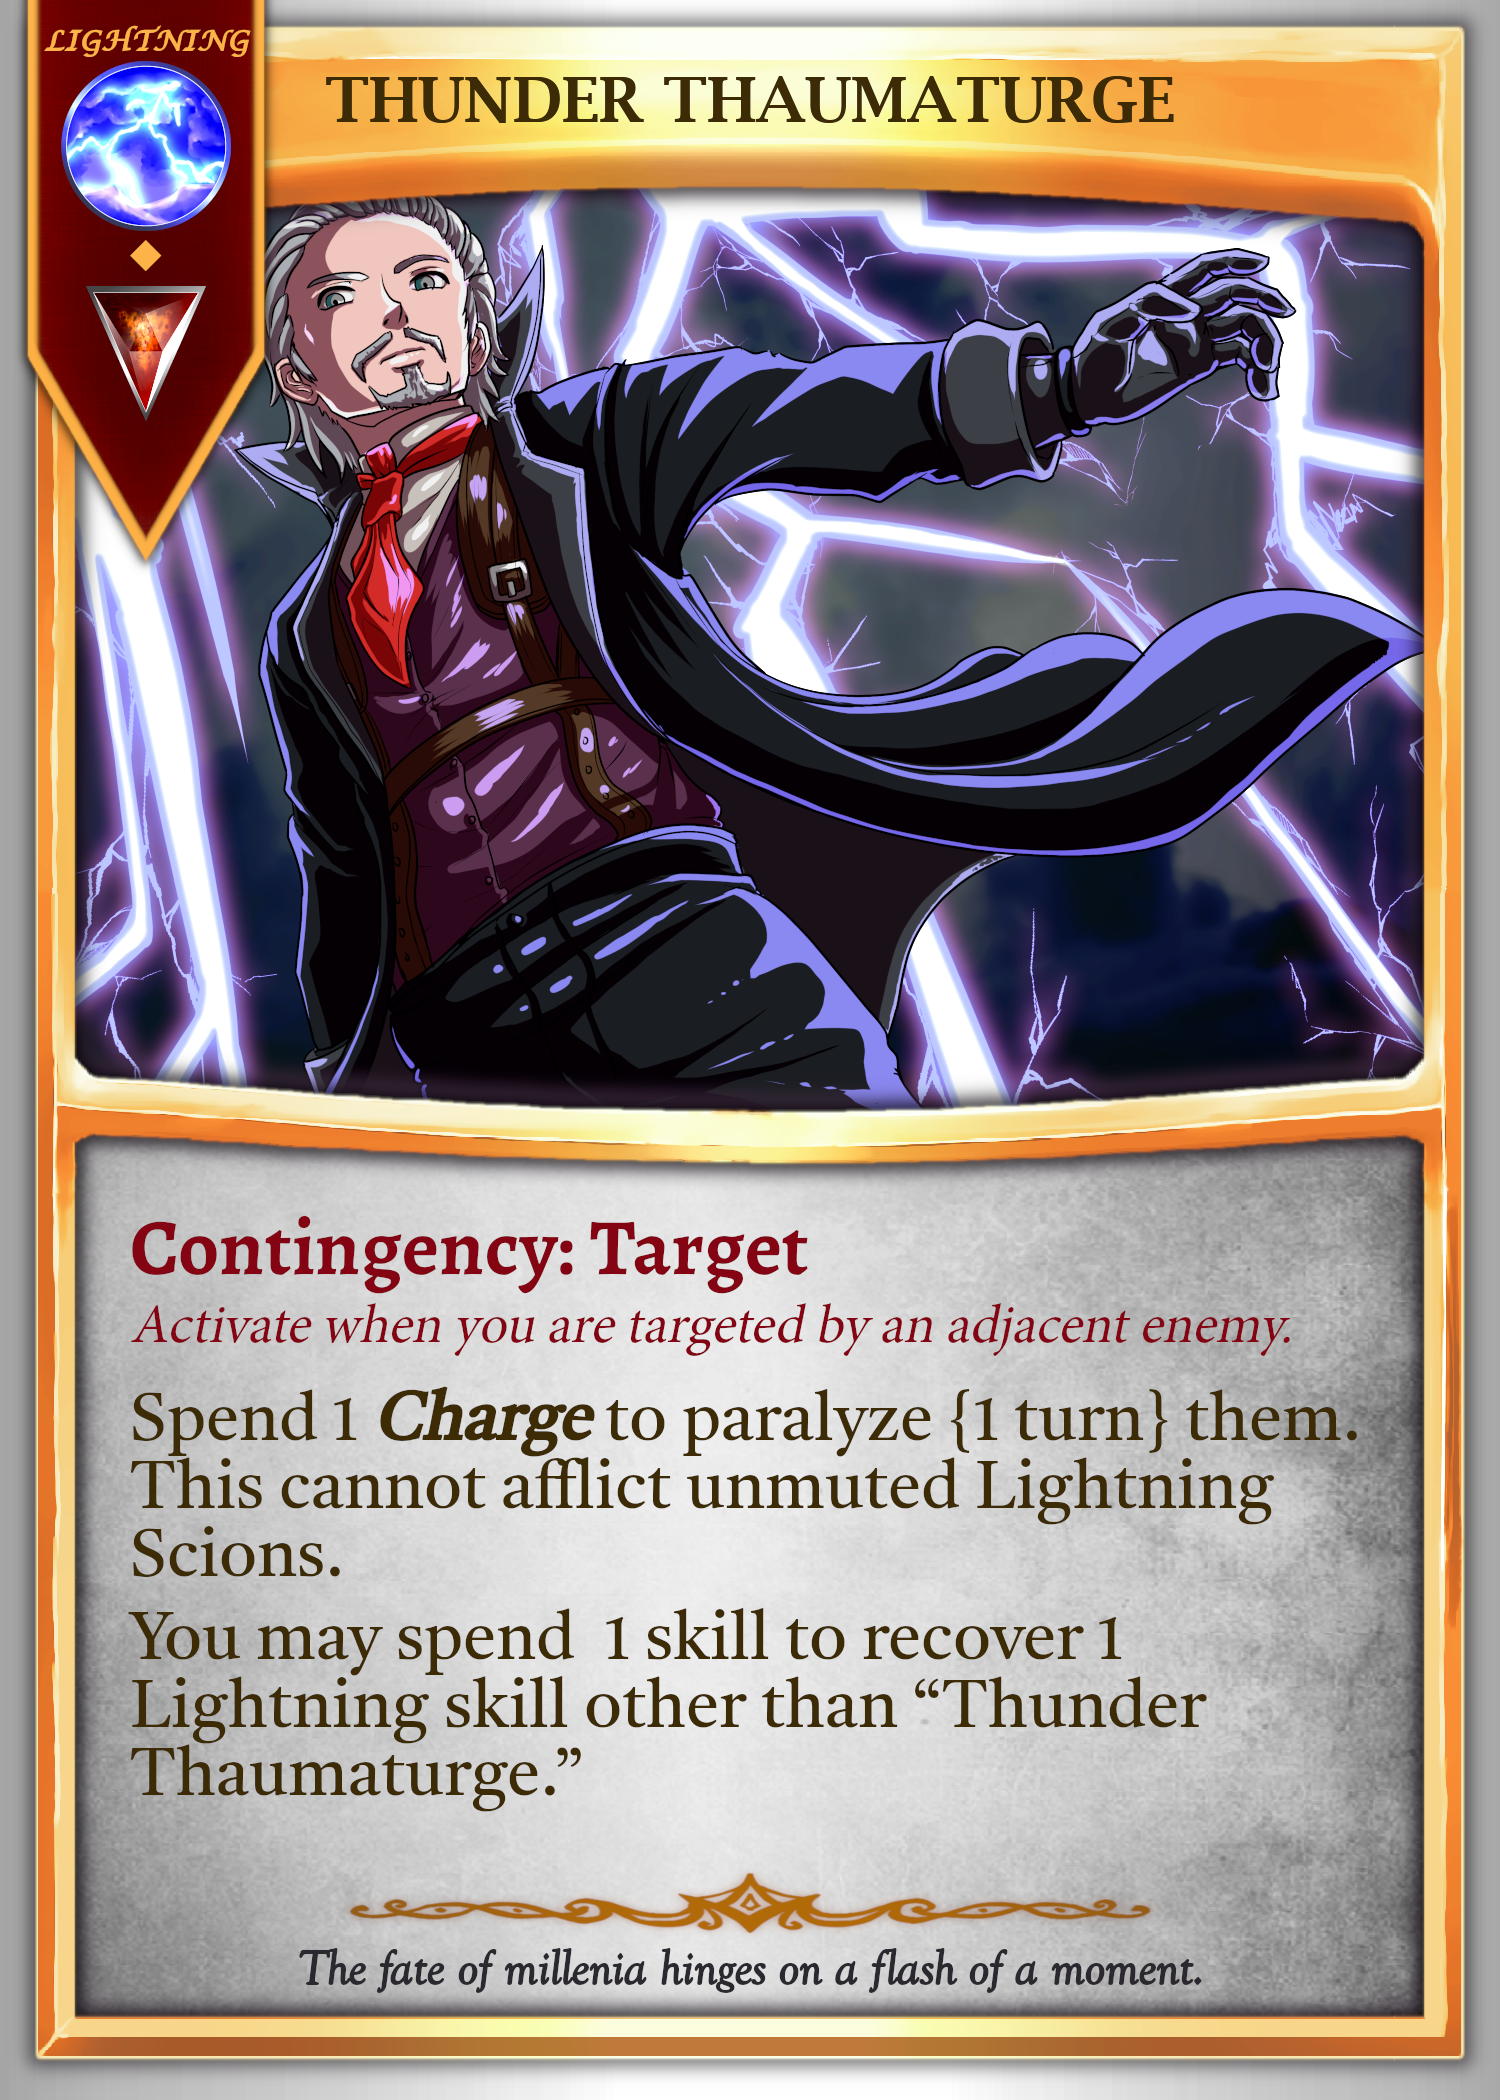 LIGHTNING
THUNDER THAUMATURGE
Contingency: Target
Activate when you are targeted by an adjacent enemy.
Spend 1 Charge to paralyze {1 turn} them.
This cannot afflict unmuted Lightning
Scions.
You may spend 1 skill to recover 1
Lightning skill other than “Thunder
Thaumaturge.”
The fate of millenia hinges on a flash of a moment.